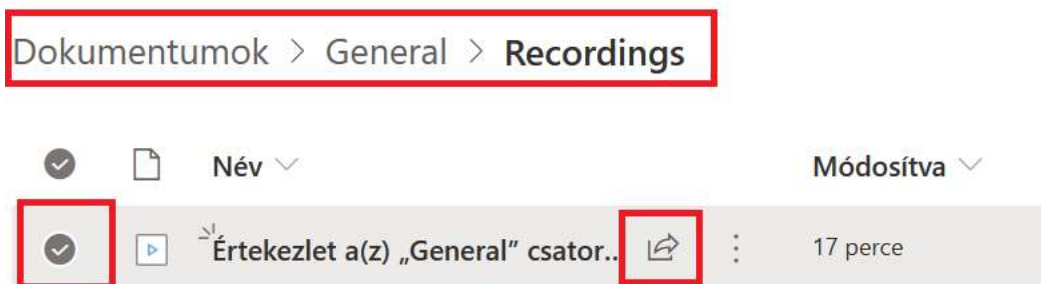 Dokumentumok > General > Recordings
Név Módosítva
Értekezlet a(z) „General” csator.. 17 perce